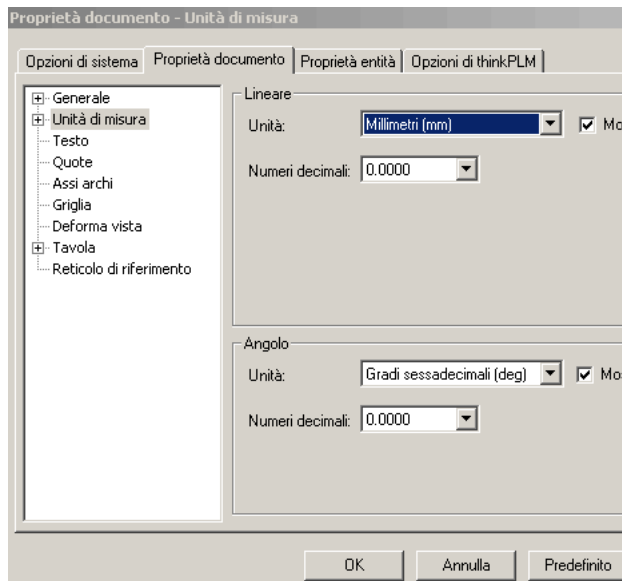 Proprietà documento - Unità di misura
Opzioni di sistema Proprietà documento Proprietà entità Opzioni di thinkPLM
Generale
Unità di misura
Testo
Quote
Assi archi
Griglia
Deforma vista
Tavola
Reticolo di riferimento
Lineare
Unità: Millimetri (mm) Mo
Numeri decimali: 0.0000
Angolo
Unità: Gradi sessadecimali (deg) Mos
Numeri decimali: 0.0000
OK Annulla Predefinito